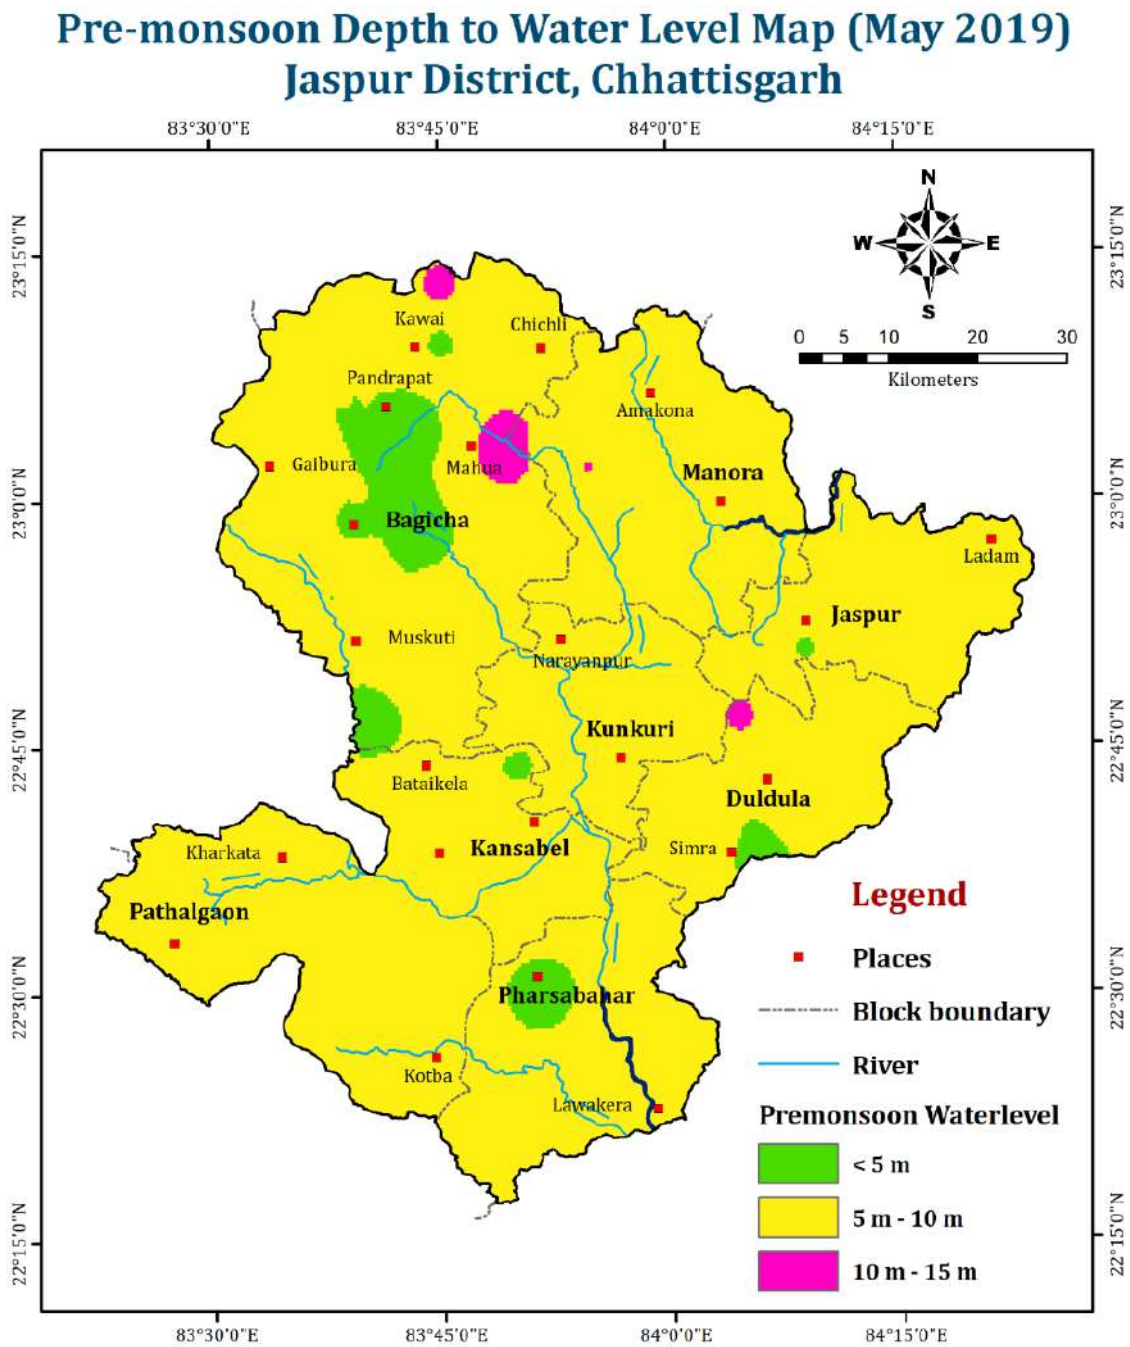 Pre-monsoon Depth to Water Level Map (May 2019)
Jaspur District, Chhattisgarh
83°30'0"E 83°45'0"E 84°0'0"E 84°15'0"E
N
W E
S
23°15'0"N 23°15'0"N
0 5 10 20 30
Kilometers
Kawai
Chichli
Pandrapat
Amakona
Gaibura
Mahua
Manora
23°0'0"N 23°0'0"N
Bagicha
Ladam
Jaspur
Muskuti
Narayanpur
Kunkuri
22°45'0"N 22°45'0"N
Bataikela
Duldula
Kansabel
Simra
Kharkata
Pathalgaon
Legend
Places
Pharsabahar
22°30'0"N 22°30'0"N
Block boundary
River
Kotba
Lawakera
Premonsoon Waterlevel
< 5 m
5 m - 10 m
22°15'0"N 22°15'0"N
10 m - 15 m
83°30'0"E 83°45'0"E 84°0'0"E 84°15'0"E